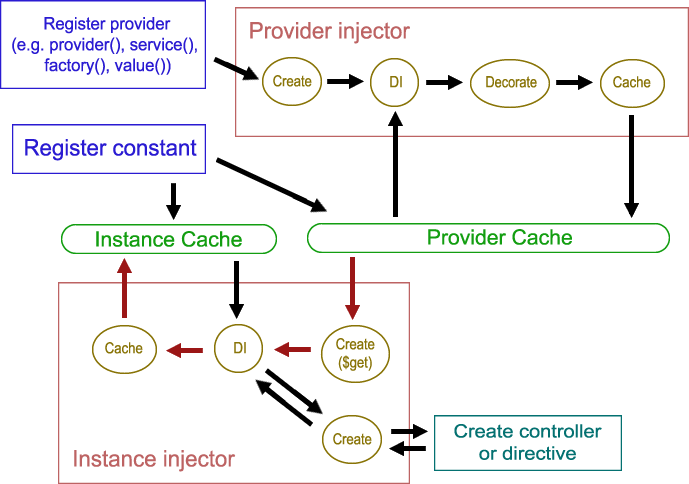 Register provider
(e.g. provider(), service(),
factory(), value())
Provider injector
Create
DI
Decorate
Cache
Register constant
Instance Cache
Provider Cache
Cache
DI
Create
($get)
Create
Create controller
or directive
Instance injector